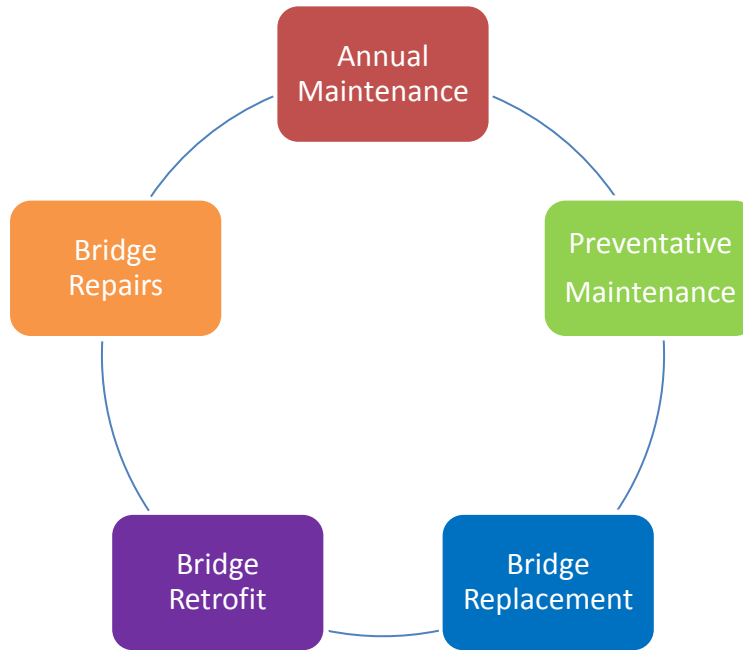 Annual
Maintenance
Preventative
Maintenance
Bridge
Replacement
Bridge
Retrofit
Bridge
Repairs